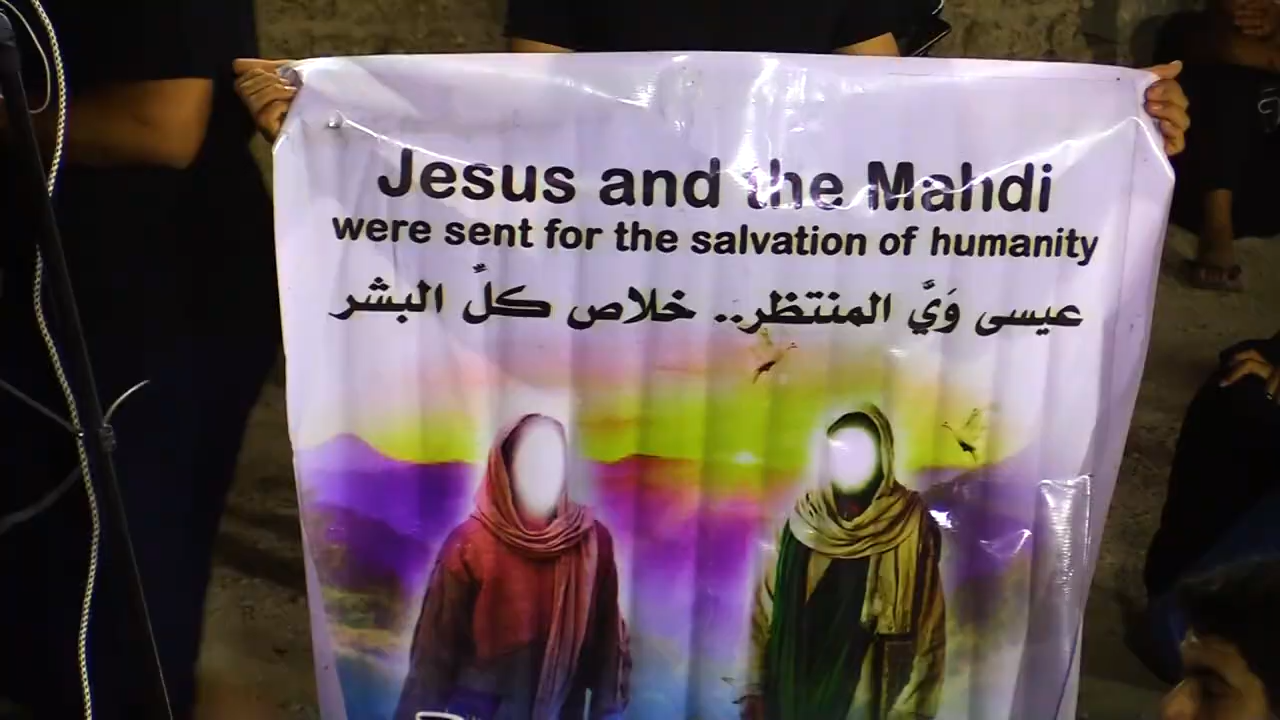 Jesus and the Mahdi
were sent for the salvation of humanity
عيسى وَيَّ المنتظر.. خلاص كلّ البشر